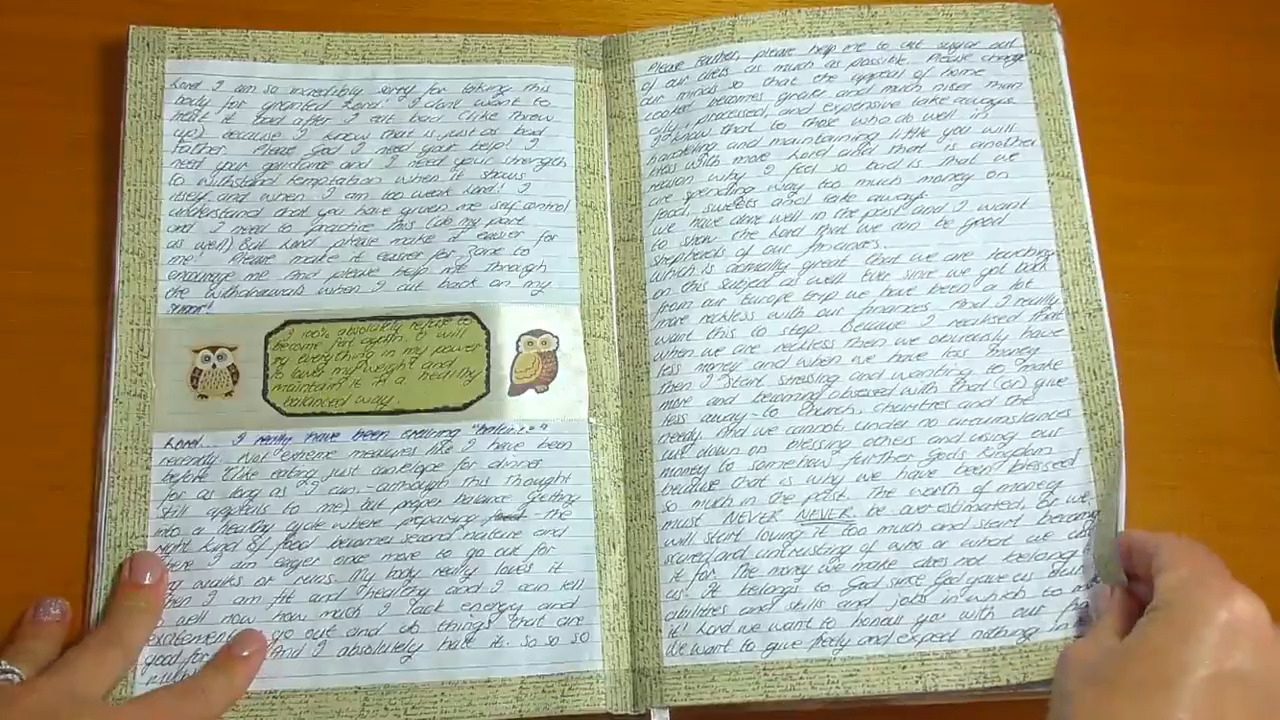 Lord I am so incredibly sorry for taking this
body for granted Lord! I dont want to
hurt it bad after I eat bad (like throw
up) because I know that is just as bad
Father. Please God I need your help! I
need your guidance and I need your strength
to withstand temptation when it shows
itself and when I am too weak Lord! I
understand that you have given me self control
and I need to practise this (do my part
as well) but Lord please make it easier for
me! Please make it easier for Zane to
encourage me. And please help me through
the withdrawals when I cut back on my
sugar!
I 100% absolutely refuse to
become fat again. I will
do everything in my power
to lower my weight and
maintain it in a healthy
balanced way.
Lord... I really have been craving "balance"
recently. Not extreme measures like I have been
before (like eating just canelope for dinner
for as long as I can, - although this thought
still appeals to me) but proper balance. Getting
into a healthy cycle where preparing - the
right kind of food becomes second nature and
where I am eager once more to go out for
my walks or runs. My body really loves it
when I am fit and healthy and I can tell
so well now how much I lack energy and
excitement go out and do things that are
good for And I absolutely hate it. So so so
much
Please Father, please help me to cut sugar out
of our diets as much as possible. Please change
our minds so that the appeal of home
cooked becomes greater and much nicer than
oily, processed, and expensive take aways.
I know that to those who do well in
handling and maintaining little you will
bless with more Lord and that is another
reason why I feel so bad is that we
are spending way too much money on
food, sweets and take aways.
We have done well in the past and I want
to show the Lord that we can be good
shepherds of our finances.
Which is actually great that we are touching
on this subject as well. Ever since we got back
from our Europe trip we have been a lot
more reckless with our finances. And I really
want this to stop. Because I realised that
when we are reckless then we obviously have
less money and when we have less money
then I start stressing and wanting to make
more and becoming obsessed with that (or) give
less away - to church, charities and the
needy. And we cannot under no circumstances
cut down on blessing others and using our
money to somehow further Gods Kingdom
because that is why we have been blessed
so much in the past. The worth of money
must NEVER NEVER be over estimated, or we
will start loving it too much and start becoming
scared and untrusting of who or what we
it for. The money we make does not belong
us. It belongs to God since God gave us
abilities and skills and jobs in which to
it! Lord we want to honour you with our
We want to give freely and expect nothing in